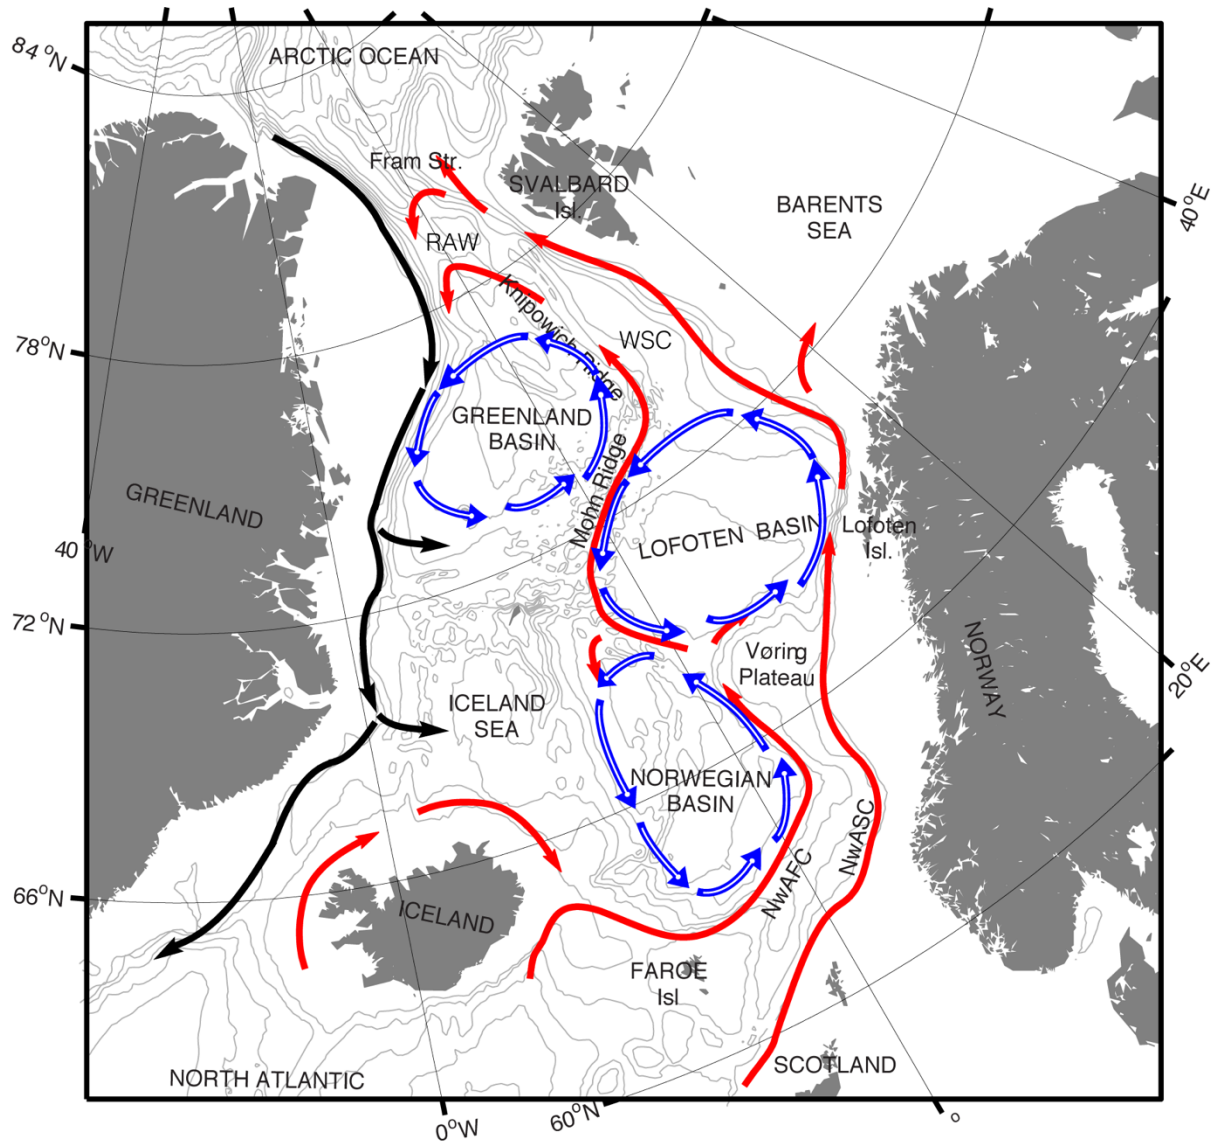 84 °N
ARCTIC OCEAN
Fram Str.
SVALBARD
Isl.
BARENTS
SEA
40°E
RAW
Knipowich Ridge
WSC
78°N
GREENLAND
BASIN
Mohn Ridge
GREENLAND
LOFOTEN BASIN
Lofoten
Isl.
40 °W
72°N
Vøring
Plateau
NORWAY
20°E
ICELAND
SEA
NORWEGIAN
BASIN
NwAFC
NwASC
66°N
ICELAND
FAROE
Isl
NORTH ATLANTIC
SCOTLAND
0°W
60°N
o